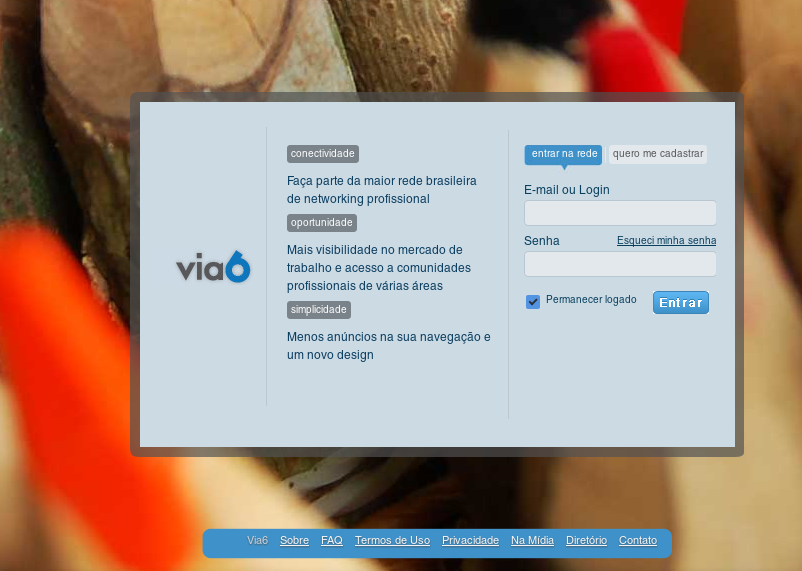 via6
conectividade
Faça parte da maior rede brasileira
de networking profissional
oportunidade
Mais visibilidade no mercado de
trabalho e acesso a comunidades
profissionais de várias áreas
simplicidade
Menos anúncios na sua navegação e
um novo design
entrar na rede quero me cadastrar
E-mail ou Login
Senha Esqueci minha senha
Permanecer logado Entrar
Via6 Sobre FAQ Termos de Uso Privacidade Na Mídia Diretório Contato